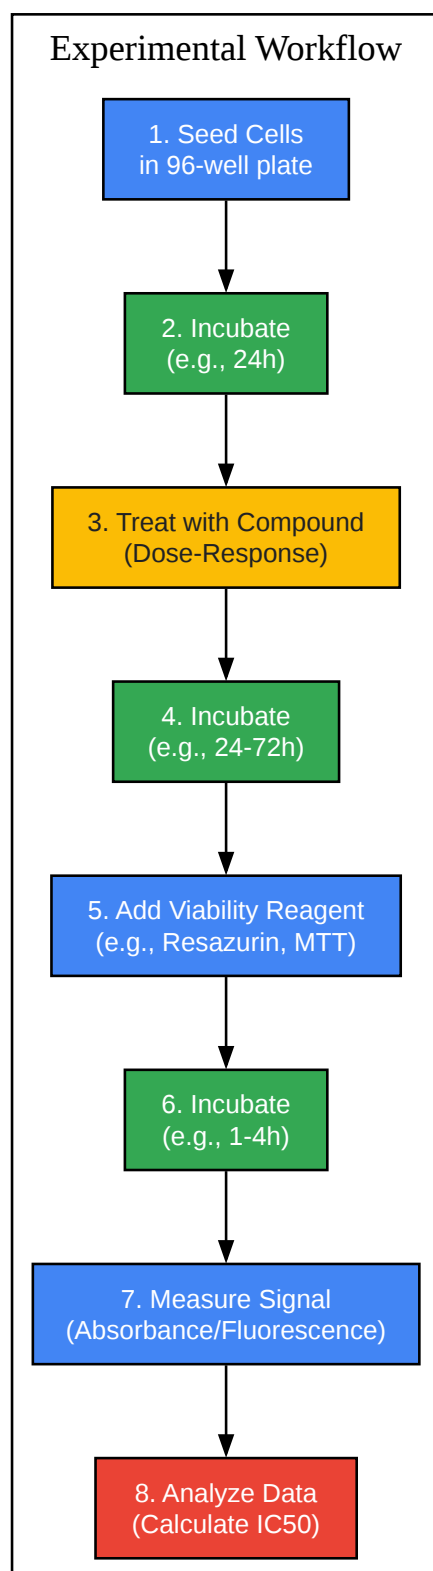 Experimental Workflow
1. Seed Cells
in 96-well plate
2. Incubate
(e.g., 24h)
3. Treat with Compound
(Dose-Response)
4. Incubate
(e.g., 24-72h)
5. Add Viability Reagent
(e.g., Resazurin, MTT)
6. Incubate
(e.g., 1-4h)
7. Measure Signal
(Absorbance/Fluorescence)
8. Analyze Data
(Calculate IC50)